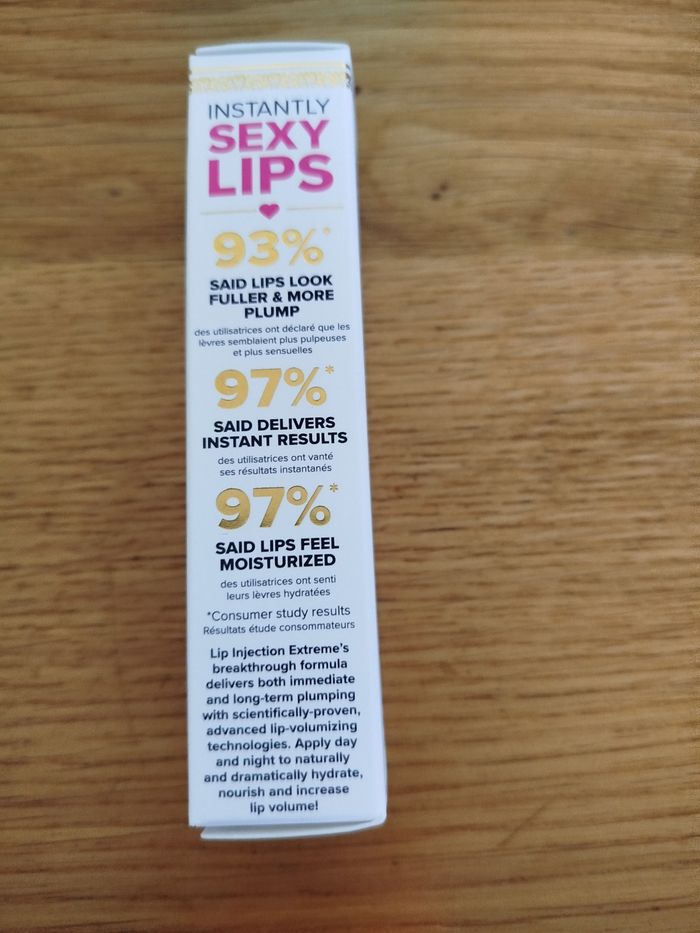 INSTANTLY
SEXY
LIPS
93%*
SAID LIPS LOOK
FULLER & MORE
PLUMP
des utilisatrices ont déclaré que les
lèvres semblaient plus pulpeuses
et plus sensuelles
97%*
SAID DELIVERS
INSTANT RESULTS
des utilisatrices ont vanté
ses résultats instantanés
97%*
SAID LIPS FEEL
MOISTURIZED
des utilisatrices ont senti
leurs lèvres hydratées
*Consumer study results
Résultats étude consommateurs
Lip Injection Extreme's
breakthrough formula
delivers both immediate
and long-term plumping
with scientifically-proven,
advanced lip-volumizing
technologies. Apply day
and night to naturally
and dramatically hydrate,
nourish and increase
lip volume!